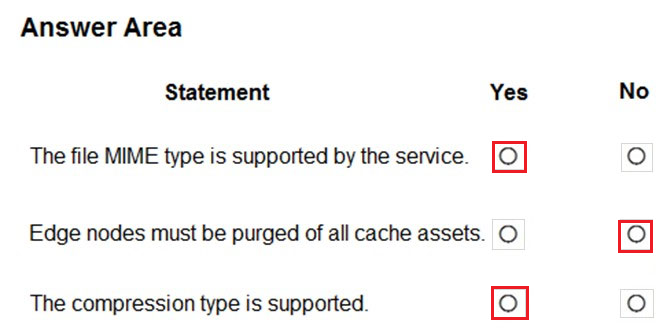 Answer Area
Statement Yes No
The file MIME type is supported by the service.
Edge nodes must be purged of all cache assets.
The compression type is supported.